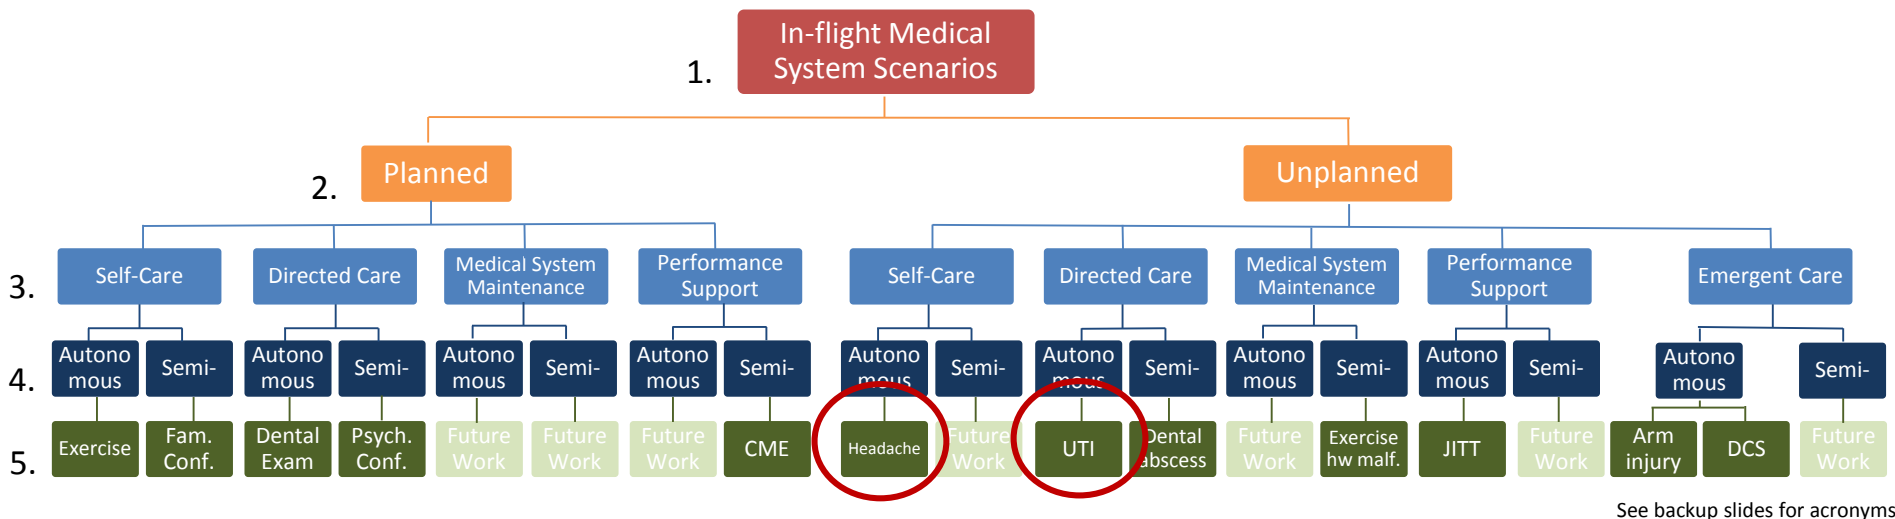 In-flight Medical
System Scenarios
1.
Planned
Unplanned
2.
Self-Care
Directed Care
Medical System
Maintenance
Performance
Support
Self-Care
Directed Care
Medical System
Maintenance
Performance
Support
Emergent Care
3.
Autono
mous
Semi-
Autono
mous
Semi-
Autono
mous
Semi-
Autono
mous
Semi-
Autono
mous
Semi-
Autono
mous
Semi-
Autono
mous
Semi-
Autono
mous
Semi-
Autono
mous
Semi-
4.
Exercise
Fam.
Conf.
Dental
Exam
Psych.
Conf.
Future
Work
Future
Work
Future
Work
CME
Headache
Future
Work
UTI
Dental
abscess
Future
Work
Exercise
hw malf.
JITT
Future
Work
Arm
injury
DCS
Future
Work
5.
See backup slides for acronyms